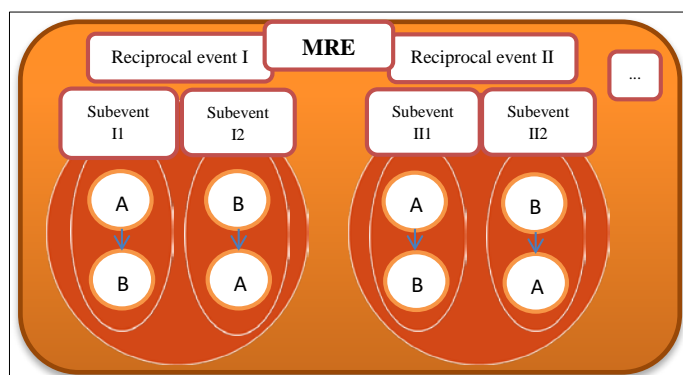 MRE
Reciprocal event I
Reciprocal event II
...
Subevent
I1
Subevent
I2
Subevent
II1
Subevent
II2
A
B
A
B
B
A
B
A